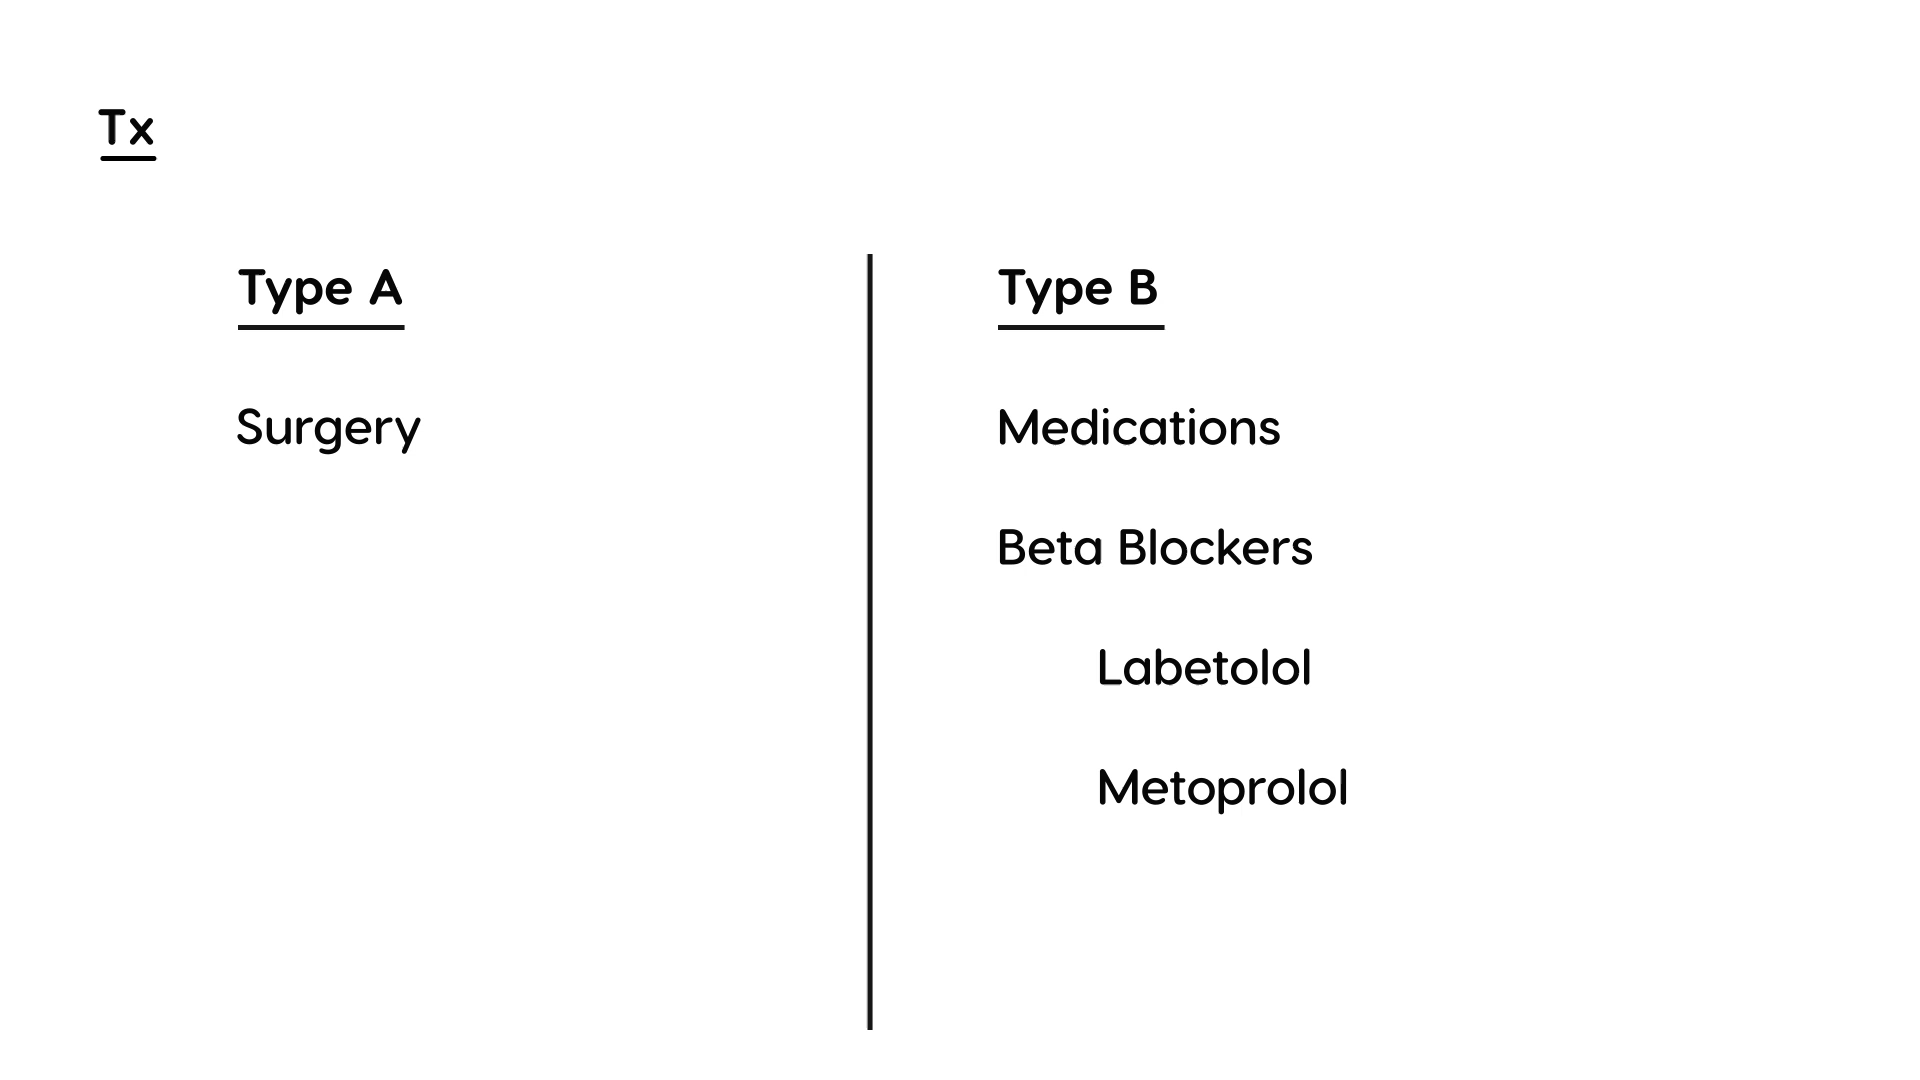 Tx
Type A
Surgery
Type B
Medications
Beta Blockers
Labetolol
Metoprolol